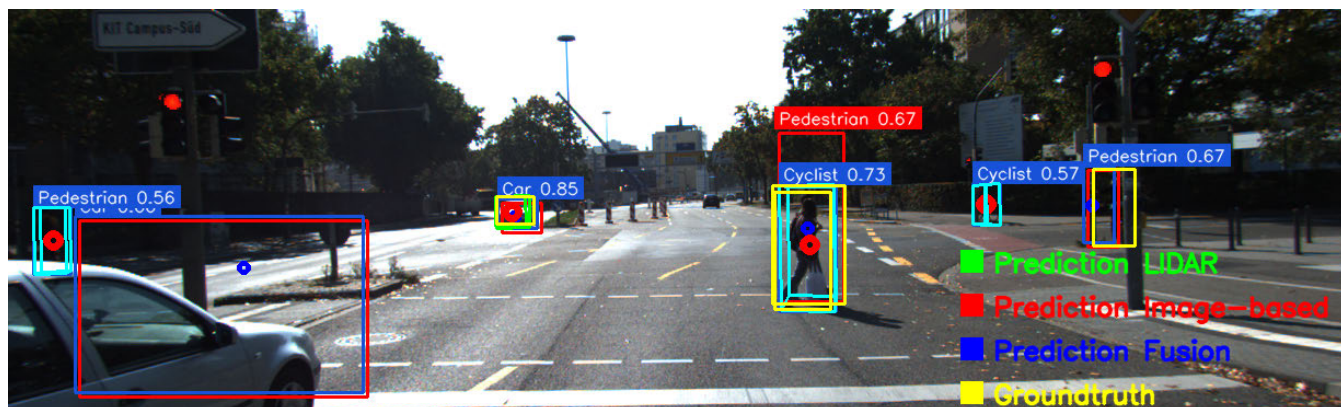 KIT Campus-Süd
Pedestrian 0.67
Pedestrian 0.56
Car 0.85
Cyclist 0.73
Cyclist 0.57
Pedestrian 0.67
Prediction LIDAR
Prediction Image-based
Prediction Fusion
Groundtruth